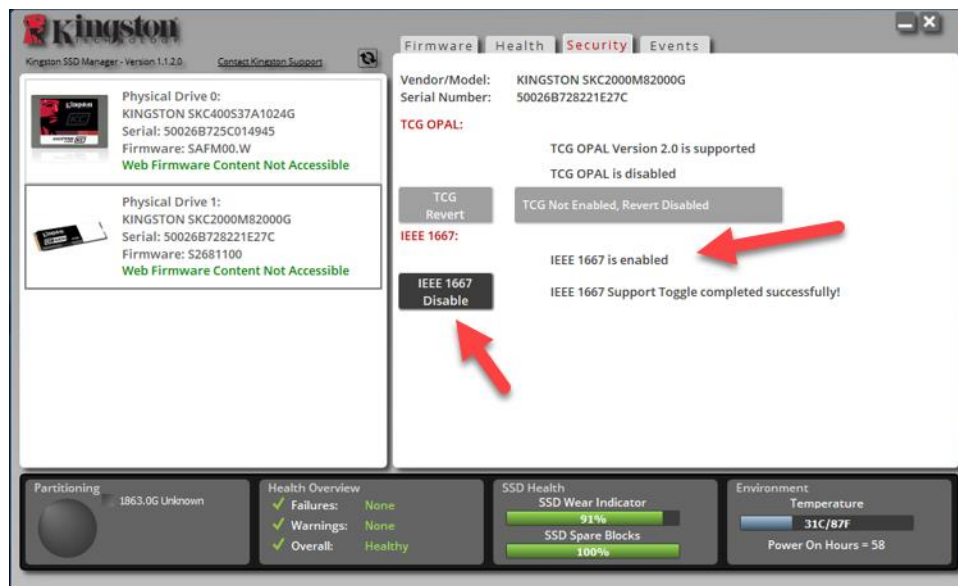 Kingston
TECHNOLOGY
Kingston SSD Manager - Version 1.1.2.0 Contact Kingston Support
Physical Drive 0:
KINGSTON SKC400S37A1024G
Serial: 50026B725C014945
Firmware: SAFM00.W
Web Firmware Content Not Accessible
Physical Drive 1:
KINGSTON SKC2000M82000G
Serial: 50026B728221E27C
Firmware: S2681100
Web Firmware Content Not Accessible
Firmware Health Security Events
Vendor/Model: KINGSTON SKC2000M82000G
Serial Number: 50026B728221E27C
TCG OPAL:
TCG OPAL Version 2.0 is supported
TCG OPAL is disabled
TCG
Revert
TCG Not Enabled, Revert Disabled
IEEE 1667:
IEEE 1667 is enabled
IEEE 1667
Disable
IEEE 1667 Support Toggle completed successfully!
Partitioning
1863.0G Unknown
Health Overview
Failures: None
Warnings: None
Overall: Healthy
SSD Health
SSD Wear Indicator
91%
SSD Spare Blocks
100%
Environment
Temperature
31C/87F
Power On Hours = 58